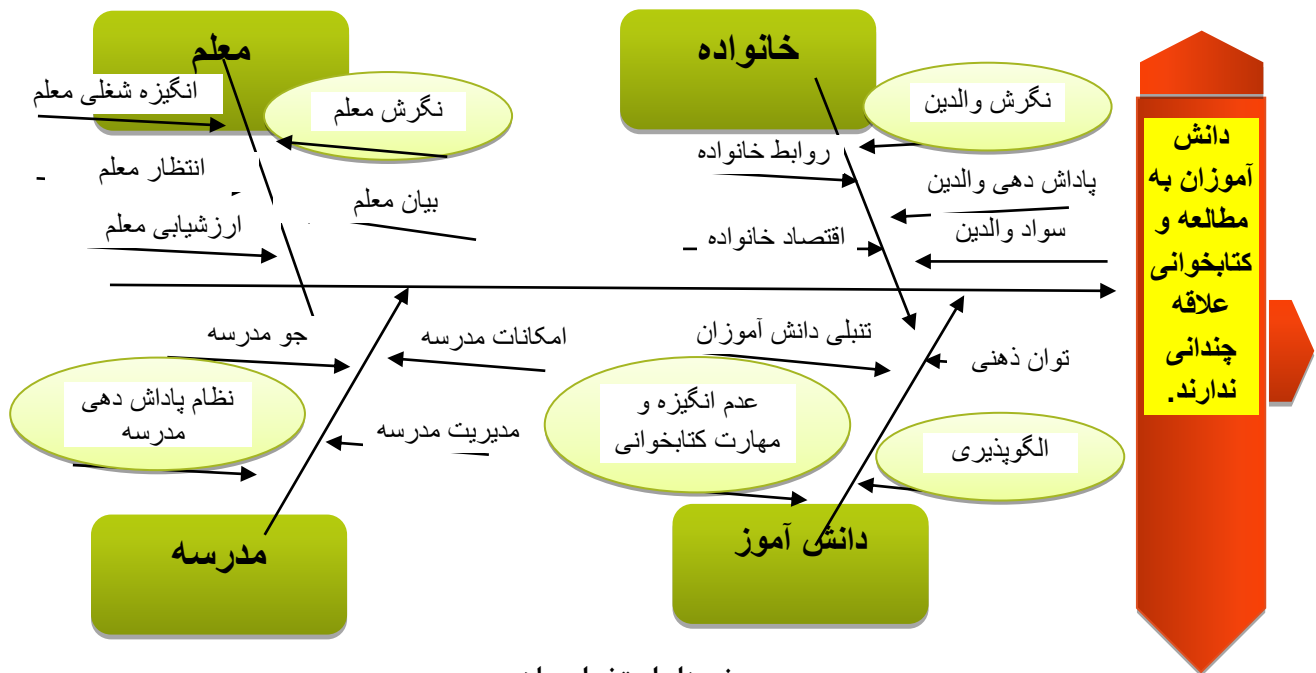 معلم
خانواده
انگیزه شغلی معلم
نگرش معلم
نگرش والدین
روابط خانواده
انتظار معلم
پاداش دهی والدین
بیان معلم
ارزشیابی معلم
اقتصاد خانواده
سواد والدین
دانش
آموزان به
مطالعه و
کتابخوانی
علاقه
چندانی
ندارند.
جو مدرسه
امکانات مدرسه
تنبلی دانش آموزان
توان ذهنی
نظام پاداش دهی
مدرسه
مدیریت مدرسه
عدم انگیزه و
مهارت کتابخوانی
الگوپذیری
مدرسه
دانش آموز